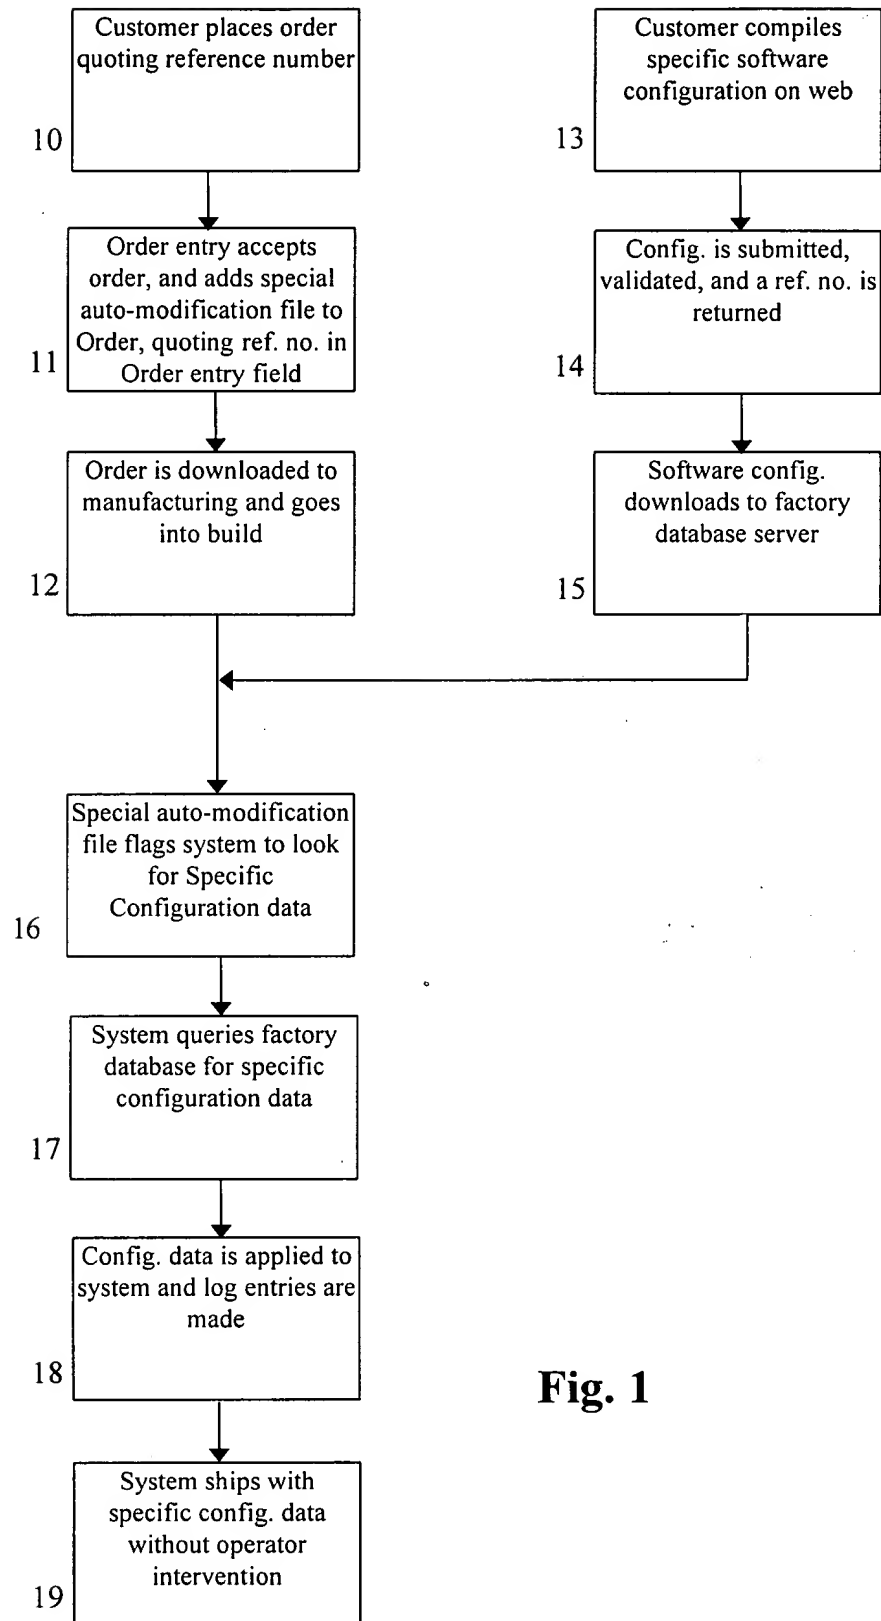 Customer places order
quoting reference number
10
Order entry accepts
order, and adds special
auto-modification file to
Order, quoting ref. no. in
Order entry field
11
Order is downloaded to
manufacturing and goes
into build
12
Customer compiles
specific software
configuration on web
13
Config. is submitted,
validated, and a ref. no. is
returned
14
Software config.
downloads to factory
database server
15
Special auto-modification
file flags system to look
for Specific
Configuration data
16
System queries factory
database for specific
configuration data
17
Config. data is applied to
system and log entries are
made
18
System ships with
specific config. data
without operator
intervention
19
Fig. 1